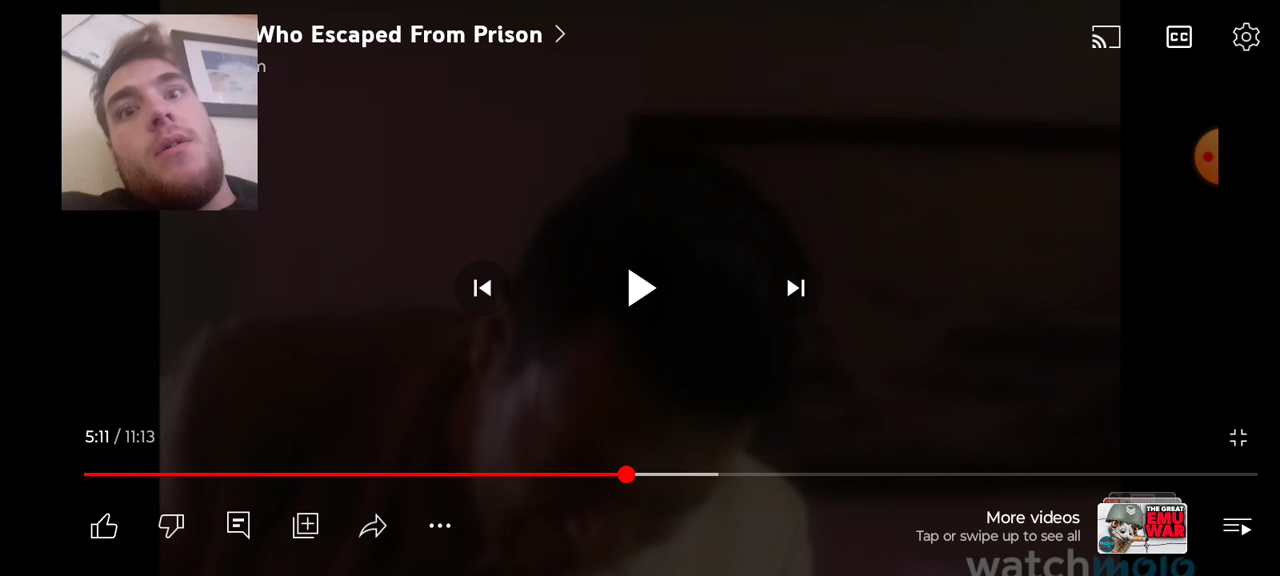 Who Escaped From Prison
n
CC
5:11 / 11:13
More videos
Tap or swipe up to see all
THE GREAT
EMU
WAR
watchmojo